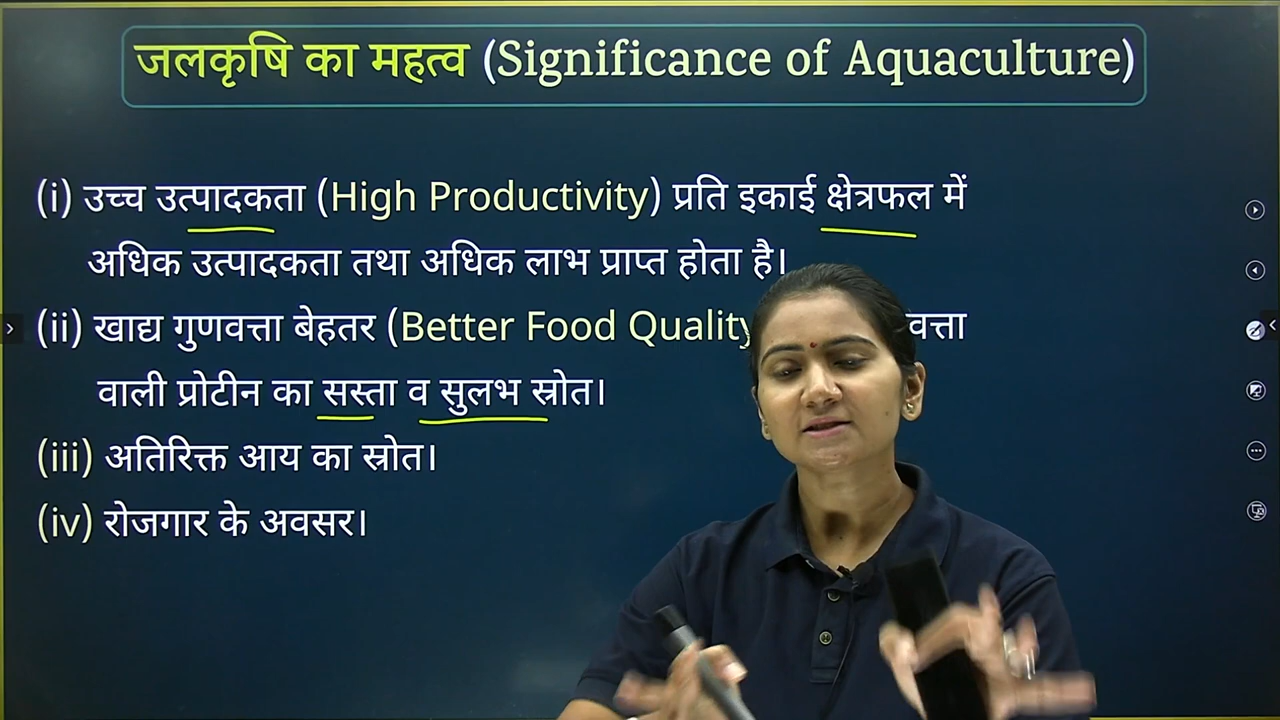 जलकृषि का महत्व (Significance of Aquaculture)
(i) उच्च उत्पादकता (High Productivity) प्रति इकाई क्षेत्रफल में
अधिक उत्पादकता तथा अधिक लाभ प्राप्त होता है।
(ii) खाद्य गुणवत्ता बेहतर (Better Food Quality वत्ता
वाली प्रोटीन का सस्ता व सुलभ स्रोत।
(iii) अतिरिक्त आय का स्रोत।
(iv) रोजगार के अवसर।